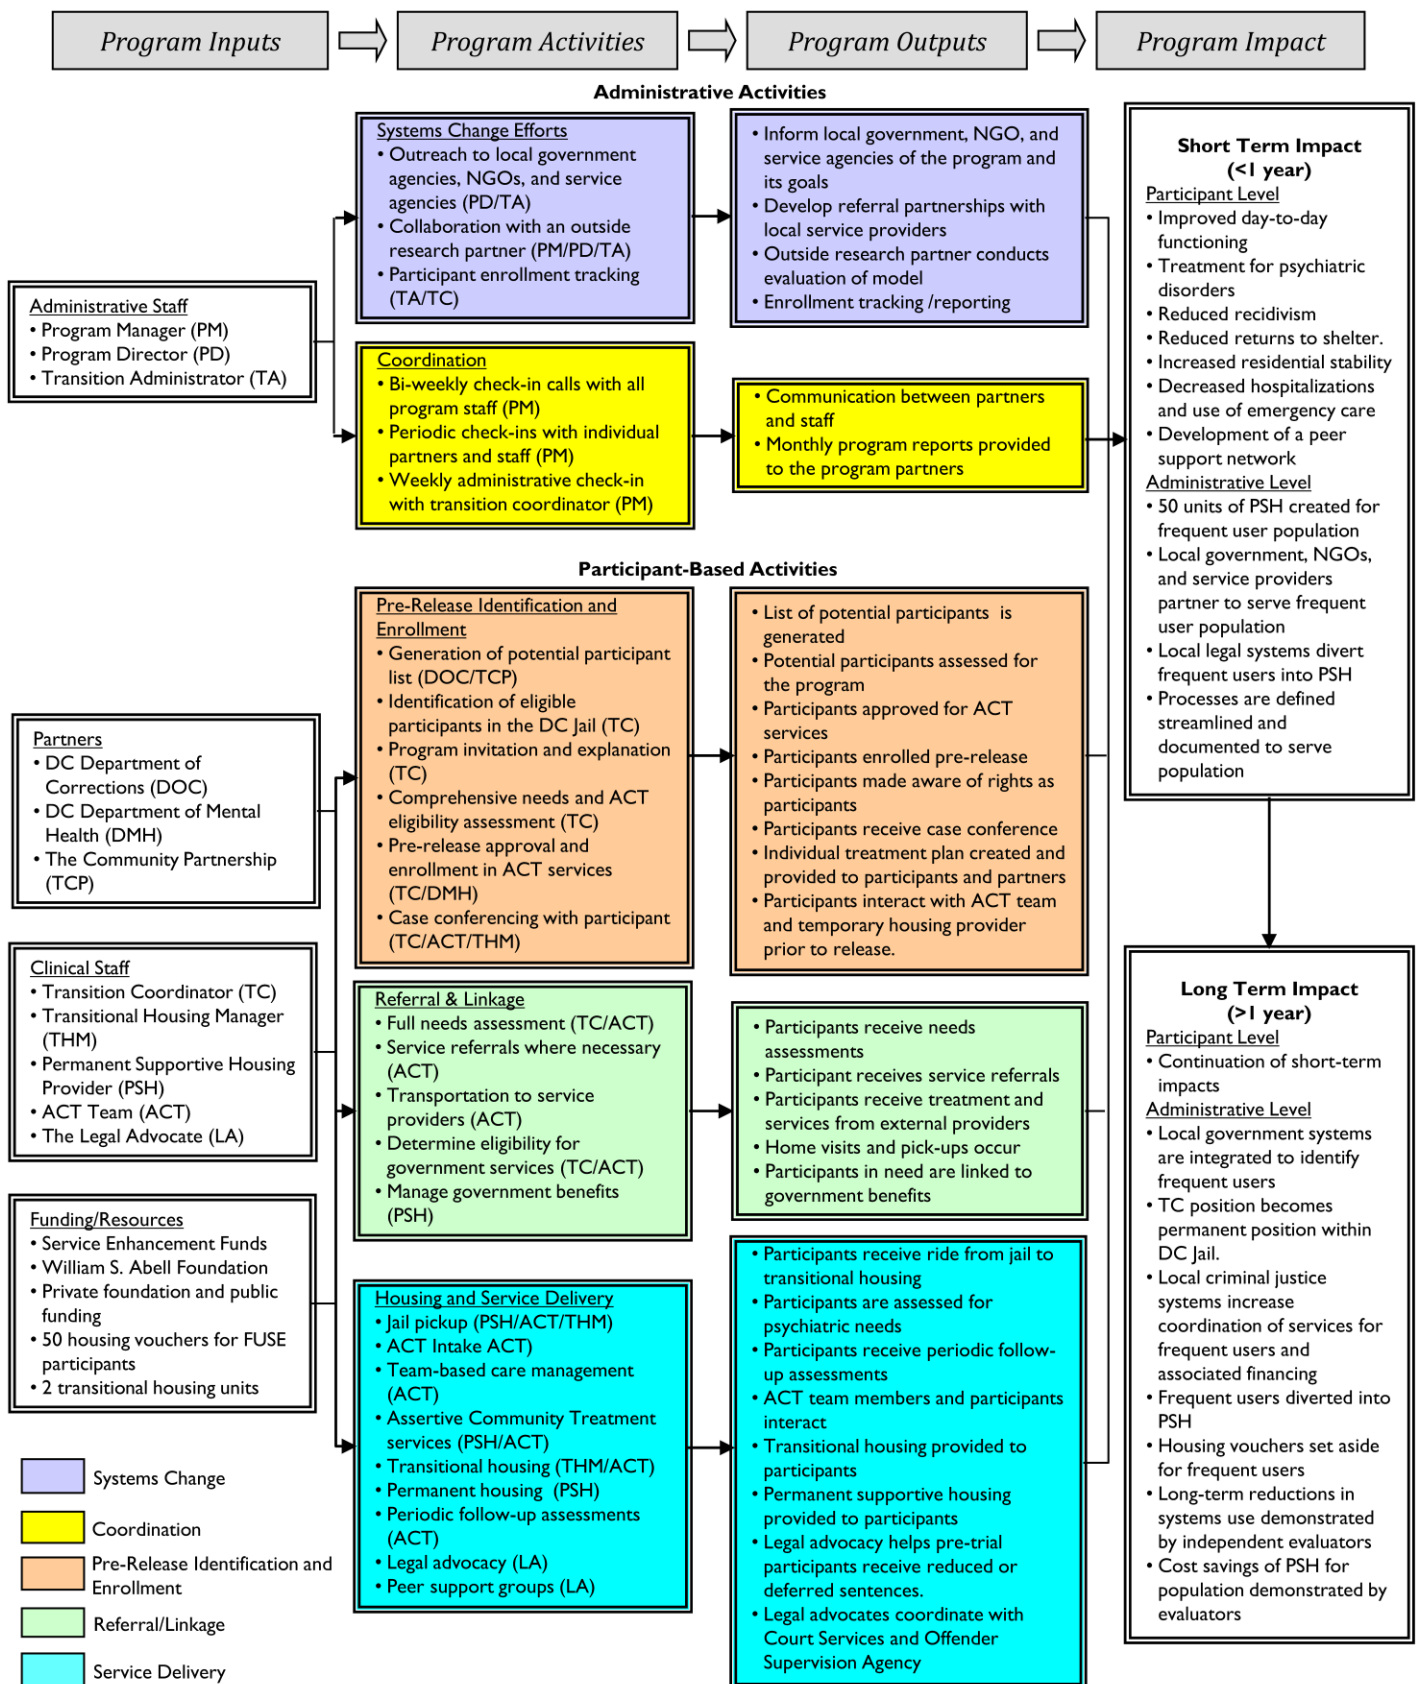 Program Inputs
Program Activities
Program Outputs
Program Impact
Administrative Activities
Administrative Staff
• Program Manager (PM)
• Program Director (PD)
• Transition Administrator (TA)
Systems Change Efforts
• Outreach to local government
agencies, NGOs, and service
agencies (PD/TA)
• Collaboration with an outside
research partner (PM/PD/TA)
• Participant enrollment tracking
(TA/TC)
• Inform local government, NGO, and
service agencies of the program and
its goals
• Develop referral partnerships with
local service providers
• Outside research partner conducts
evaluation of model
• Enrollment tracking /reporting
Coordination
• Bi-weekly check-in calls with all
program staff (PM)
• Periodic check-ins with individual
partners and staff (PM)
• Weekly administrative check-in
with transition coordinator (PM)
• Communication between partners
and staff
• Monthly program reports provided
to the program partners
Short Term Impact
(<1 year)
Participant Level
• Improved day-to-day
functioning
• Treatment for psychiatric
disorders
• Reduced recidivism
• Reduced returns to shelter.
• Increased residential stability
• Decreased hospitalizations
and use of emergency care
• Development of a peer
support network
Administrative Level
• 50 units of PSH created for
frequent user population
• Local government, NGOs,
and service providers
partner to serve frequent
user population
• Local legal systems divert
frequent users into PSH
• Processes are defined
streamlined and
documented to serve
population
Participant-Based Activities
Partners
• DC Department of
Corrections (DOC)
• DC Department of Mental
Health (DMH)
• The Community Partnership
(TCP)
Clinical Staff
• Transition Coordinator (TC)
• Transitional Housing Manager
(THM)
• Permanent Supportive Housing
Provider (PSH)
• ACT Team (ACT)
• The Legal Advocate (LA)
Funding/Resources
• Service Enhancement Funds
• William S. Abell Foundation
• Private foundation and public
funding
• 50 housing vouchers for FUSE
participants
• 2 transitional housing units
Pre-Release Identification and
Enrollment
• Generation of potential participant
list (DOC/TCP)
• Identification of eligible
participants in the DC Jail (TC)
• Program invitation and explanation
(TC)
• Comprehensive needs and ACT
eligibility assessment (TC)
• Pre-release approval and
enrollment in ACT services
(TC/DMH)
• Case conferencing with participant
(TC/ACT/THM)
• List of potential participants is
generated
• Potential participants assessed for
the program
• Participants approved for ACT
services
• Participants enrolled pre-release
• Participants made aware of rights as
participants
• Participants receive case conference
• Individual treatment plan created and
provided to participants and partners
• Participants interact with ACT team
and temporary housing provider
prior to release.
Referral & Linkage
• Full needs assessment (TC/ACT)
• Service referrals where necessary
(ACT)
• Transportation to service
providers (ACT)
• Determine eligibility for
government services (TC/ACT)
• Manage government benefits
(PSH)
• Participants receive needs
assessments
• Participant receives service referrals
• Participants receive treatment and
services from external providers
• Home visits and pick-ups occur
• Participants in need are linked to
government benefits
Housing and Service Delivery
• Jail pickup (PSH/ACT/THM)
• ACT Intake ACT)
• Team-based care management
(ACT)
• Assertive Community Treatment
services (PSH/ACT)
• Transitional housing (THM/ACT)
• Permanent housing (PSH)
• Periodic follow-up assessments
(ACT)
• Legal advocacy (LA)
• Peer support groups (LA)
• Participants receive ride from jail to
transitional housing
• Participants are assessed for
psychiatric needs
• Participants receive periodic follow-
up assessments
• ACT team members and participants
interact
• Transitional housing provided to
participants
• Permanent supportive housing
provided to participants
• Legal advocacy helps pre-trial
participants receive reduced or
deferred sentences.
• Legal advocates coordinate with
Court Services and Offender
Supervision Agency
Long Term Impact
(>1 year)
Participant Level
• Continuation of short-term
impacts
Administrative Level
• Local government systems
are integrated to identify
frequent users
• TC position becomes
permanent position within
DC Jail.
• Local criminal justice
systems increase
coordination of services for
frequent users and
associated financing
• Frequent users diverted into
PSH
• Housing vouchers set aside
for frequent users
• Long-term reductions in
systems use demonstrated
by independent evaluators
• Cost savings of PSH for
population demonstrated by
evaluators
Systems Change
Coordination
Pre-Release Identification and
Enrollment
Referral/Linkage
Service Delivery